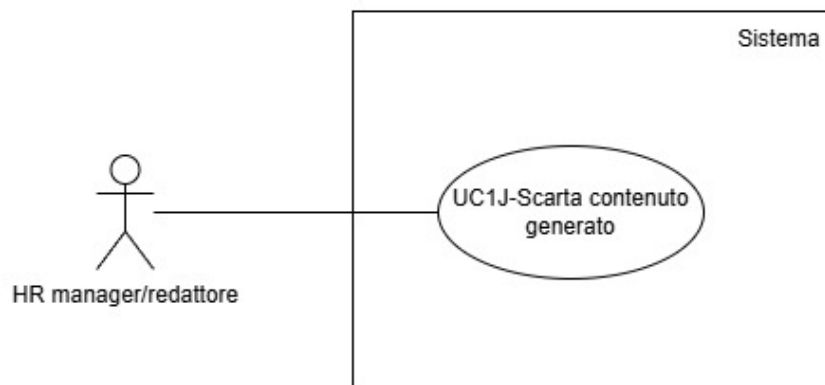 Sistema
UC1J-Scarta contenuto
generato
HR manager/redattore